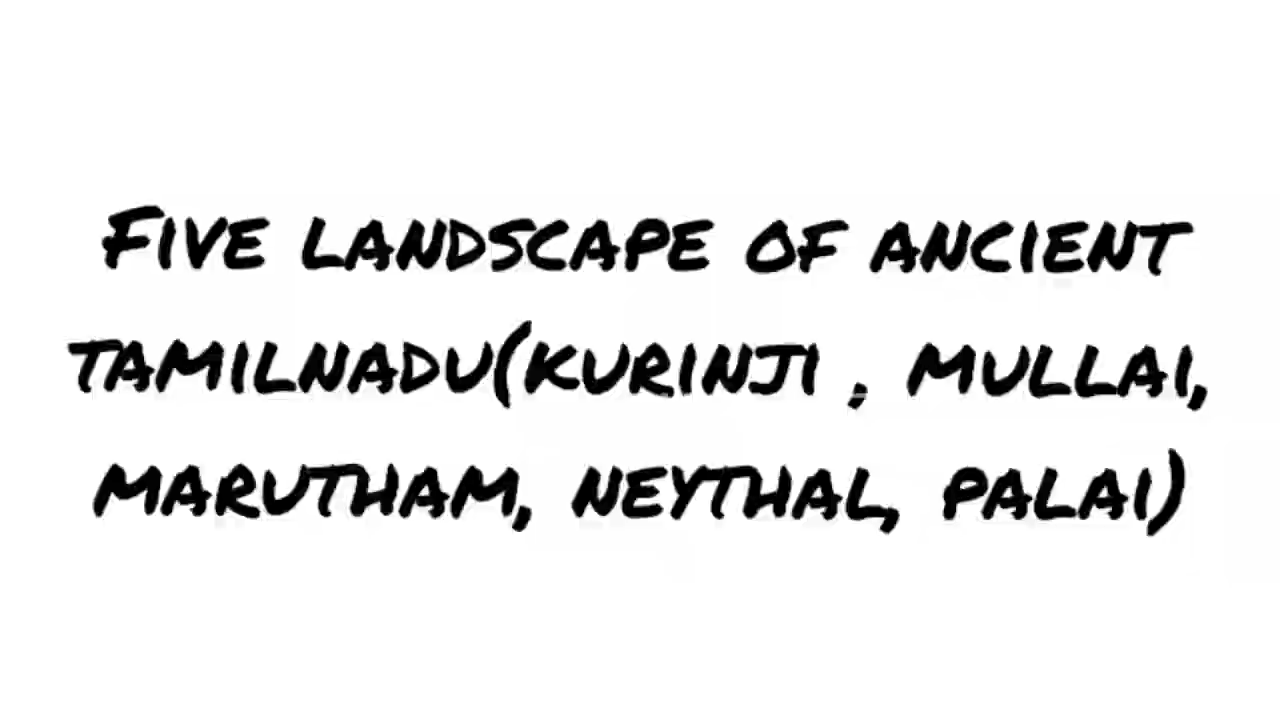 Five landscape of ancient
tamilnadu(kurinji , mullai,
marutham, neythal, palai)